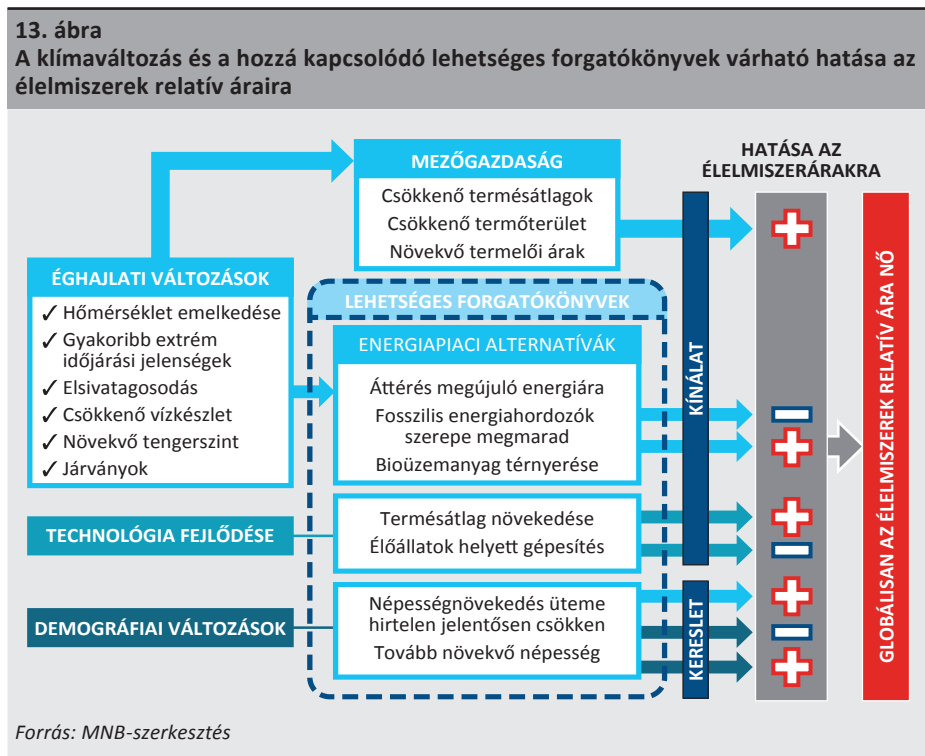 13. ábra
A klímaváltozás és a hozzá kapcsolódó lehetséges forgatókönyvek várható hatása az
élelmiszerek relatív áraira
MEZŐGAZDASÁG
Csökkenő termésátlagok
Csökkenő termőterület
Növekvő termelői árak
HATÁSA AZ
ÉLELMISZERÁRAKRA
ÉGHAJLATI VÁLTOZÁSOK
✓ Hőmérséklet emelkedése
✓ Gyakoribb extrém
időjárási jelenségek
✓ Elsivatagosodás
✓ Csökkenő vízkészlet
✓ Növekvő tengerszint
✓ Járványok
LEHETSÉGES FORGATÓKÖNYVEK
ENERGIAPIACI ALTERNATÍVÁK
Áttérés megújuló energiára
Fosszilis energiahordozók
szerepe megmarad
Bioüzemanyag térnyerése
TECHNOLÓGIA FEJLŐDÉSE
Termésátlag növekedése
Élőállatok helyett gépesítés
DEMOGRÁFIAI VÁLTOZÁSOK
Népességnövekedés üteme
hirtelen jelentősen csökken
Tovább növekvő népesség
KÍNÁLAT
KERESLET
GLOBÁLISAN AZ ÉLELMISZEREK RELATÍV ÁRA NŐ
Forrás: MNB-szerkesztés